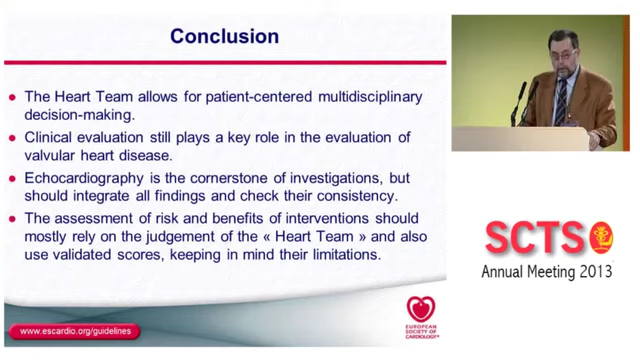 Conclusion
The Heart Team allows for patient-centered multidisciplinary
decision-making.
Clinical evaluation still plays a key role in the evaluation of
valvular heart disease.
Echocardiography is the cornerstone of investigations, but
should integrate all findings and check their consistency.
The assessment of risk and benefits of interventions should
mostly rely on the judgement of the « Heart Team » and also
use validated scores, keeping in mind their limitations.
www.escardio.org/guidelines
EUROPEAN
SOCIETY OF
CARDIOLOGY®
SCTS
Annual Meeting 2013